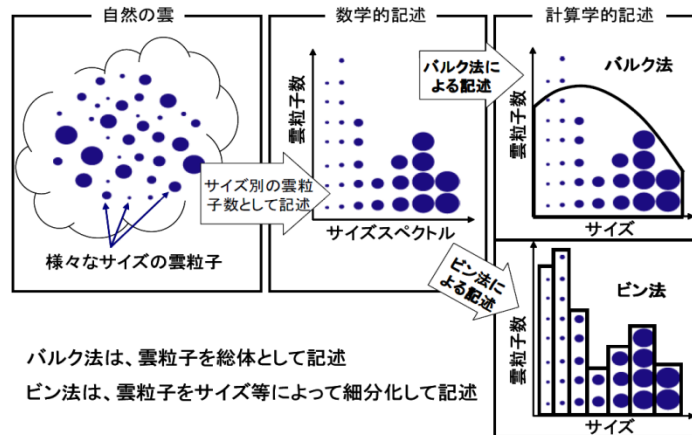 自然の雲
数学的記述
計算学的記述
様々なサイズの雲粒子
サイズ別の雲粒
子数として記述
雲粒子数
サイズスペクトル
バルク法に
よる記述
バルク法
雲粒子数
サイズ
ビン法に
よる記述
ビン法
雲粒子数
サイズ
バルク法は、雲粒子を総体として記述
ビン法は、雲粒子をサイズ等によって細分化して記述